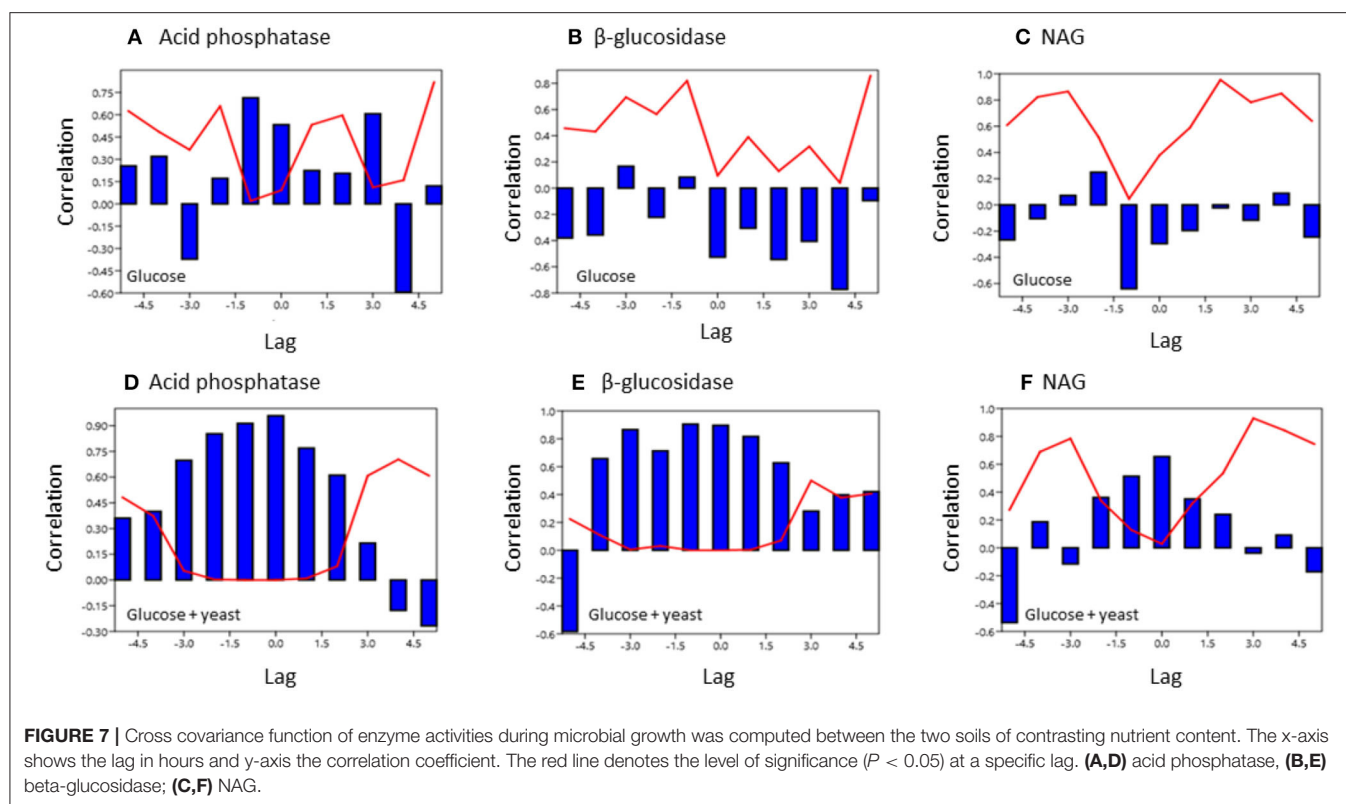 A Acid phosphatase
B β-glucosidase
C NAG
Correlation
0.75
0.60
0.45
0.30
0.15
0.00
-0.15
-0.30
-0.45
-0.60
Glucose
-4.5 -3.0 -1.5 0.0 1.5 3.0 4.5
Lag
Correlation
0.8
0.6
0.4
0.2
0.0
0.2
0.4
-0.6
-0.8
Glucose
-4.5 -3.0 -1.5 0.0 1.5 3.0 4.5
Lag
Correlation
1.0
0.8
0.6
0.4
0.2
0.0
-0.2
-0.4
-0.6
Glucose
-4.5 -3.0 -1.5 0.0 1.5 3.0 4.5
Lag
D Acid phosphatase
E β-glucosidase
F NAG
Correlation
0.90
0.75
0.60
0.45
0.30
0.15
0.00
-0.15
-0.30
Glucose + yeast
-4.5 -3.0 -1.5 0.0 1.5 3.0 4.5
Lag
Correlation
1.0
0.8
0.6
0.4
0.2
0.0
-0.2
-0.4
-0.6
Glucose + yeast
-4.5 -3.0 -1.5 0.0 1.5 3.0 4.5
Lag
Correlation
1.0
0.8
0.6
0.4
0.2
0.0
-0.2
-0.4
-0.6
Glucose + yeast
-4.5 -3.0 -1.5 0.0 1.5 3.0 4.5
Lag
FIGURE 7 | Cross covariance function of enzyme activities during microbial growth was computed between the two soils of contrasting nutrient content. The x-axis
shows the lag in hours and y-axis the correlation coefficient. The red line denotes the level of significance (P < 0.05) at a specific lag. (A,D) acid phosphatase, (B,E)
beta-glucosidase; (C,F) NAG.